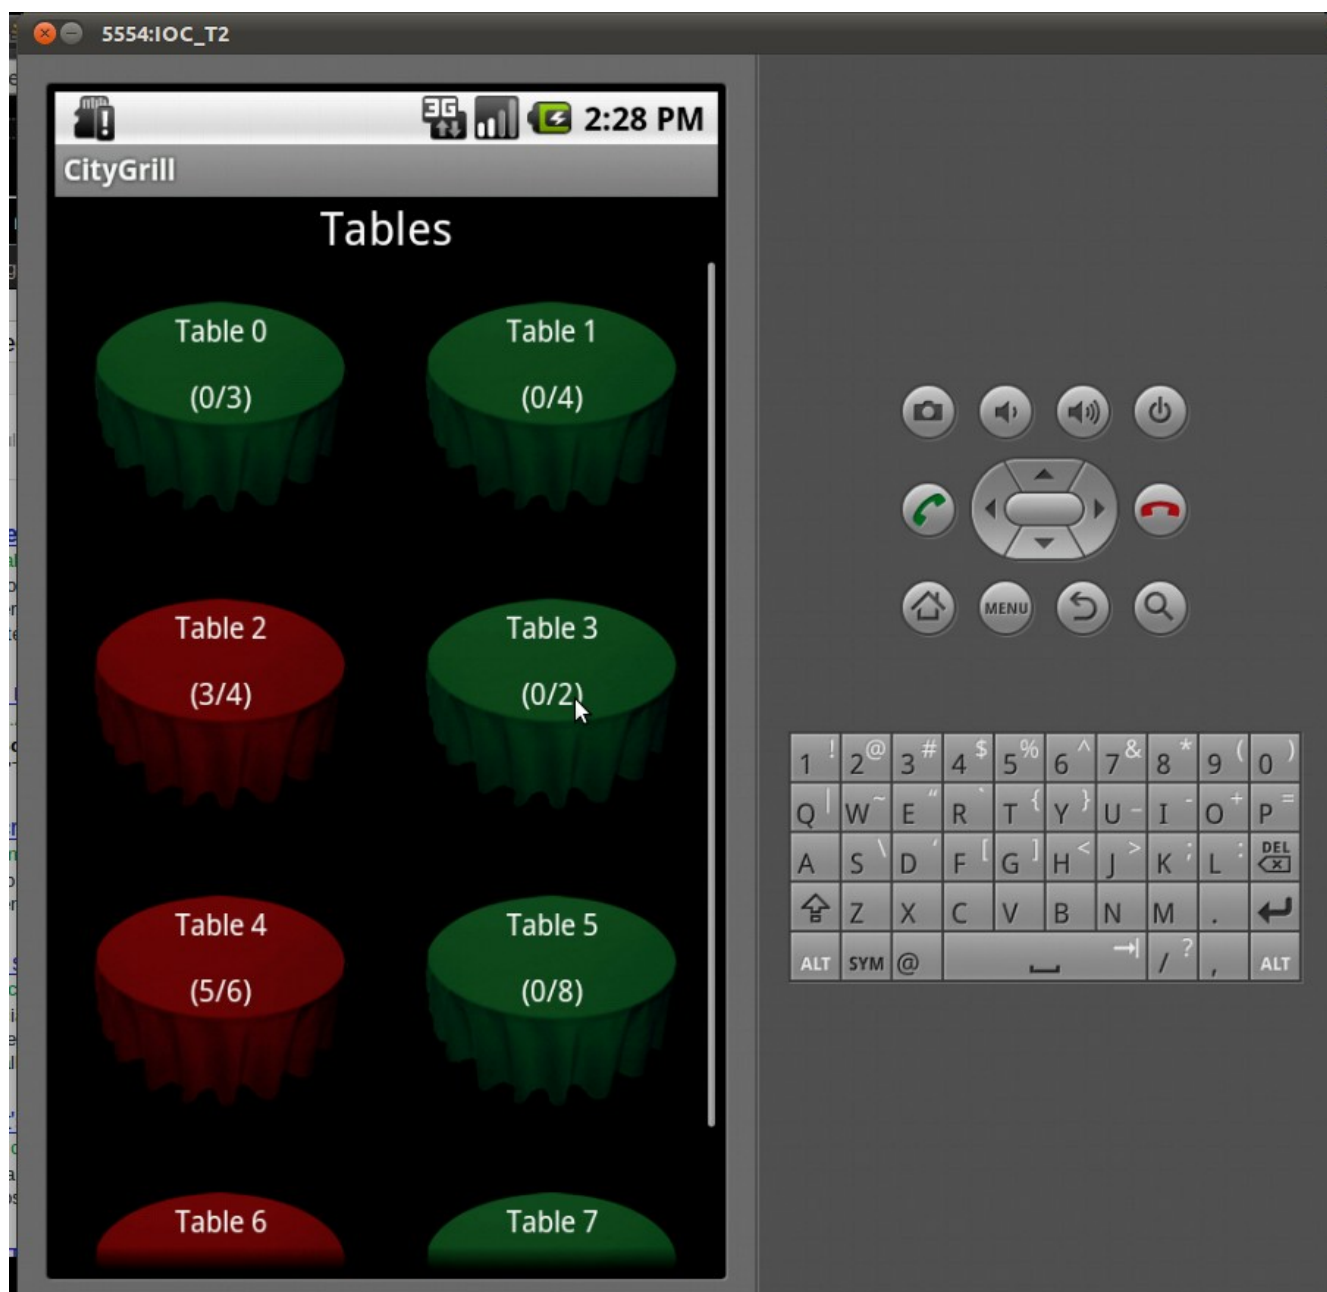 5554:IOC_T2
3G 2:28 PM
CityGrill
Tables
Table 0 Table 1
(0/3) (0/4)
Table 2 Table 3
(3/4) (0/2)
Table 4 Table 5
(5/6) (0/8)
Table 6 Table 7
MENU
1 ! 2 @ 3 # 4 $ 5 % 6 ^ 7 & 8 * 9 ( 0 )
Q | W ~ E “ R ` T { Y } U _ I - O + P =
A S \ D ‘ F [ G ] H < J > K ; L : DEL
Z X C V B N M .
ALT SYM @ / ? , ALT